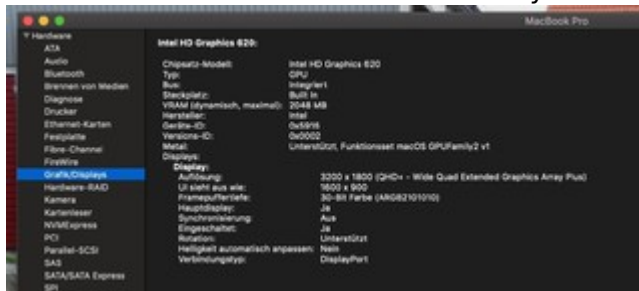 MacBook Pro
Hardware
ATA
Audio
Bluetooth
Brennen von Medien
Diagnose
Drucker
Ethernet-Karten
Festplatte
Fibre-Channel
FireWire
Grafik/Displays
Hardware-RAID
Kamera
Kartenleser
NVMExpress
PCI
Parallel-SCSI
SAS
SATA/SATA Express
SPI
Intel HD Graphics 620:
Chipsatz-Modell: Intel HD Graphics 620
Typ: GPU
Bus: Integriert
Steckplatz: Built In
VRAM (dynamisch, maximal): 2048 MB
Hersteller: Intel
Geräte-ID: 0x5916
Versions-ID: 0x0002
Metal: Unterstützt, Funktionsset macOS GPUFamily2 v1
Displays:
Display:
Auflösung: 3200 x 1800 (QHD+ - Wide Quad Extended Graphics Array Plus)
UI sieht aus wie: 1600 x 900
Framepuffertiefe: 30-Bit Farbe (ARGB2101010)
Hauptdisplay: Ja
Synchronisierung: Aus
Eingeschaltet: Ja
Rotation: Unterstützt
Helligkeit automatisch anpassen: Nein
Verbindungstyp: DisplayPort